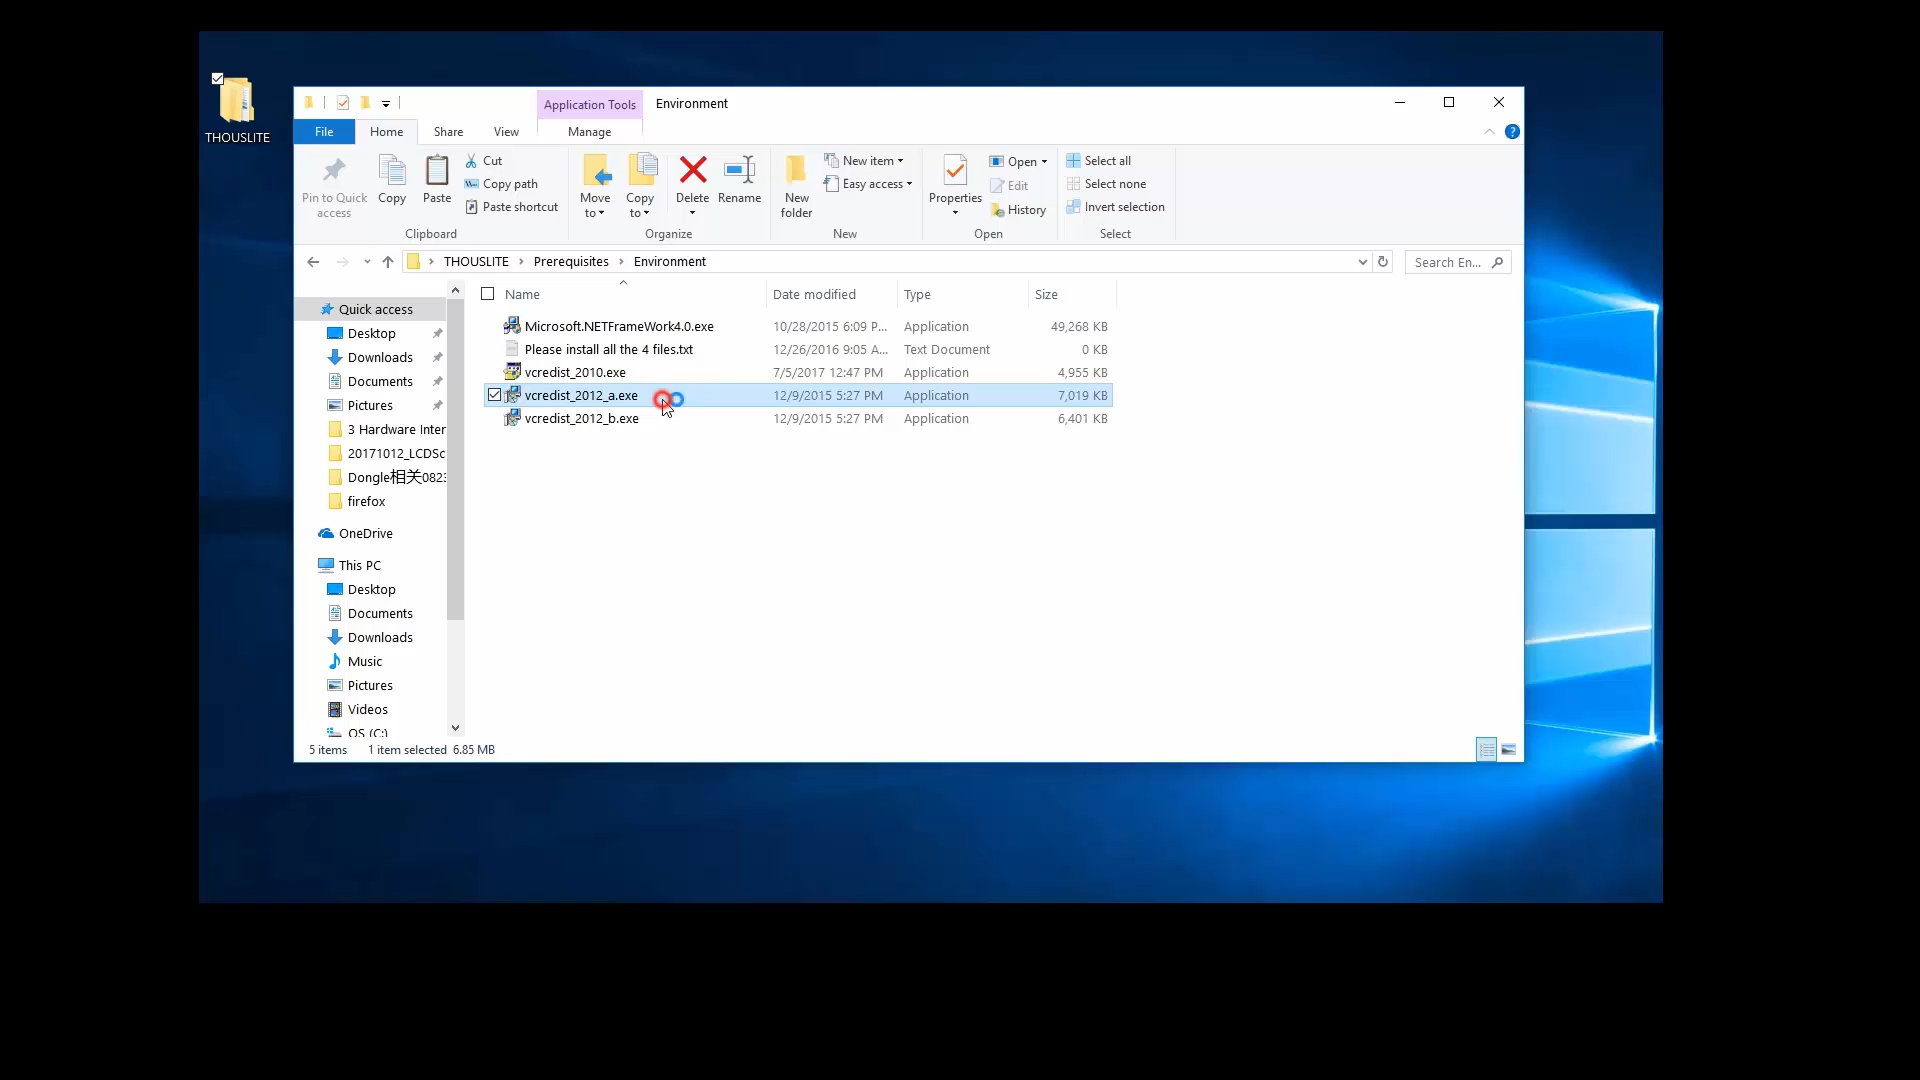 THOUSLITE
Application Tools
Environment
File
Home
Share
View
Manage
Pin to Quick
access
Copy
Paste
Cut
Copy path
Paste shortcut
Clipboard
Move
to
Copy
to
Delete
Rename
Organize
New
folder
New item
Easy access
New
Properties
Open
Edit
History
Open
Select all
Select none
Invert selection
Select
THOUSLITE › Prerequisites › Environment
Search En...
Name Date modified Type Size
Microsoft.NETFrameWork4.0.exe 10/28/2015 6:09 P... Application 49,268 KB
Please install all the 4 files.txt 12/26/2016 9:05 A... Text Document 0 KB
vcredist_2010.exe 7/5/2017 12:47 PM Application 4,955 KB
vcredist_2012_a.exe 12/9/2015 5:27 PM Application 7,019 KB
vcredist_2012_b.exe 12/9/2015 5:27 PM Application 6,401 KB
Quick access
Desktop
Downloads
Documents
Pictures
3 Hardware Inter
20171012_LCDSc
Dongle相关082
firefox
OneDrive
This PC
Desktop
Documents
Downloads
Music
Pictures
Videos
OS (C:)
5 items 1 item selected 6.85 MB